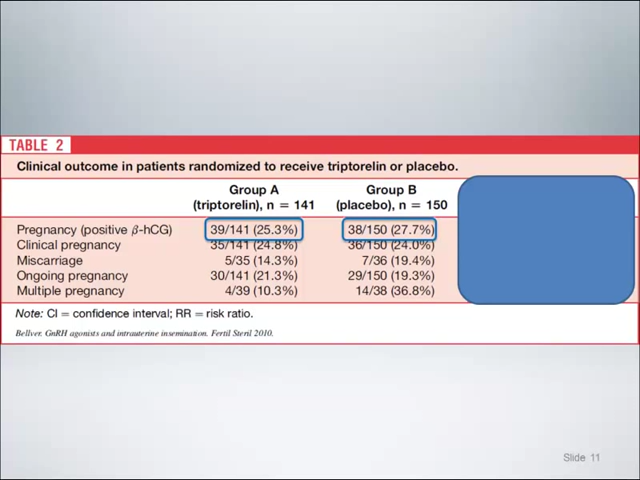 TABLE 2
Clinical outcome in patients randomized to receive triptorelin or placebo.
Group A (triptorelin), n = 141
Group B (placebo), n = 150
Pregnancy (positive β-hCG) 39/141 (25.3%) 38/150 (27.7%)
Clinical pregnancy 35/141 (24.8%) 36/150 (24.0%)
Miscarriage 5/35 (14.3%) 7/36 (19.4%)
Ongoing pregnancy 30/141 (21.3%) 29/150 (19.3%)
Multiple pregnancy 4/39 (10.3%) 14/38 (36.8%)
Note: CI = confidence interval; RR = risk ratio.
Bellver. GnRH agonists and intrauterine insemination. Fertil Steril 2010.
Slide 11